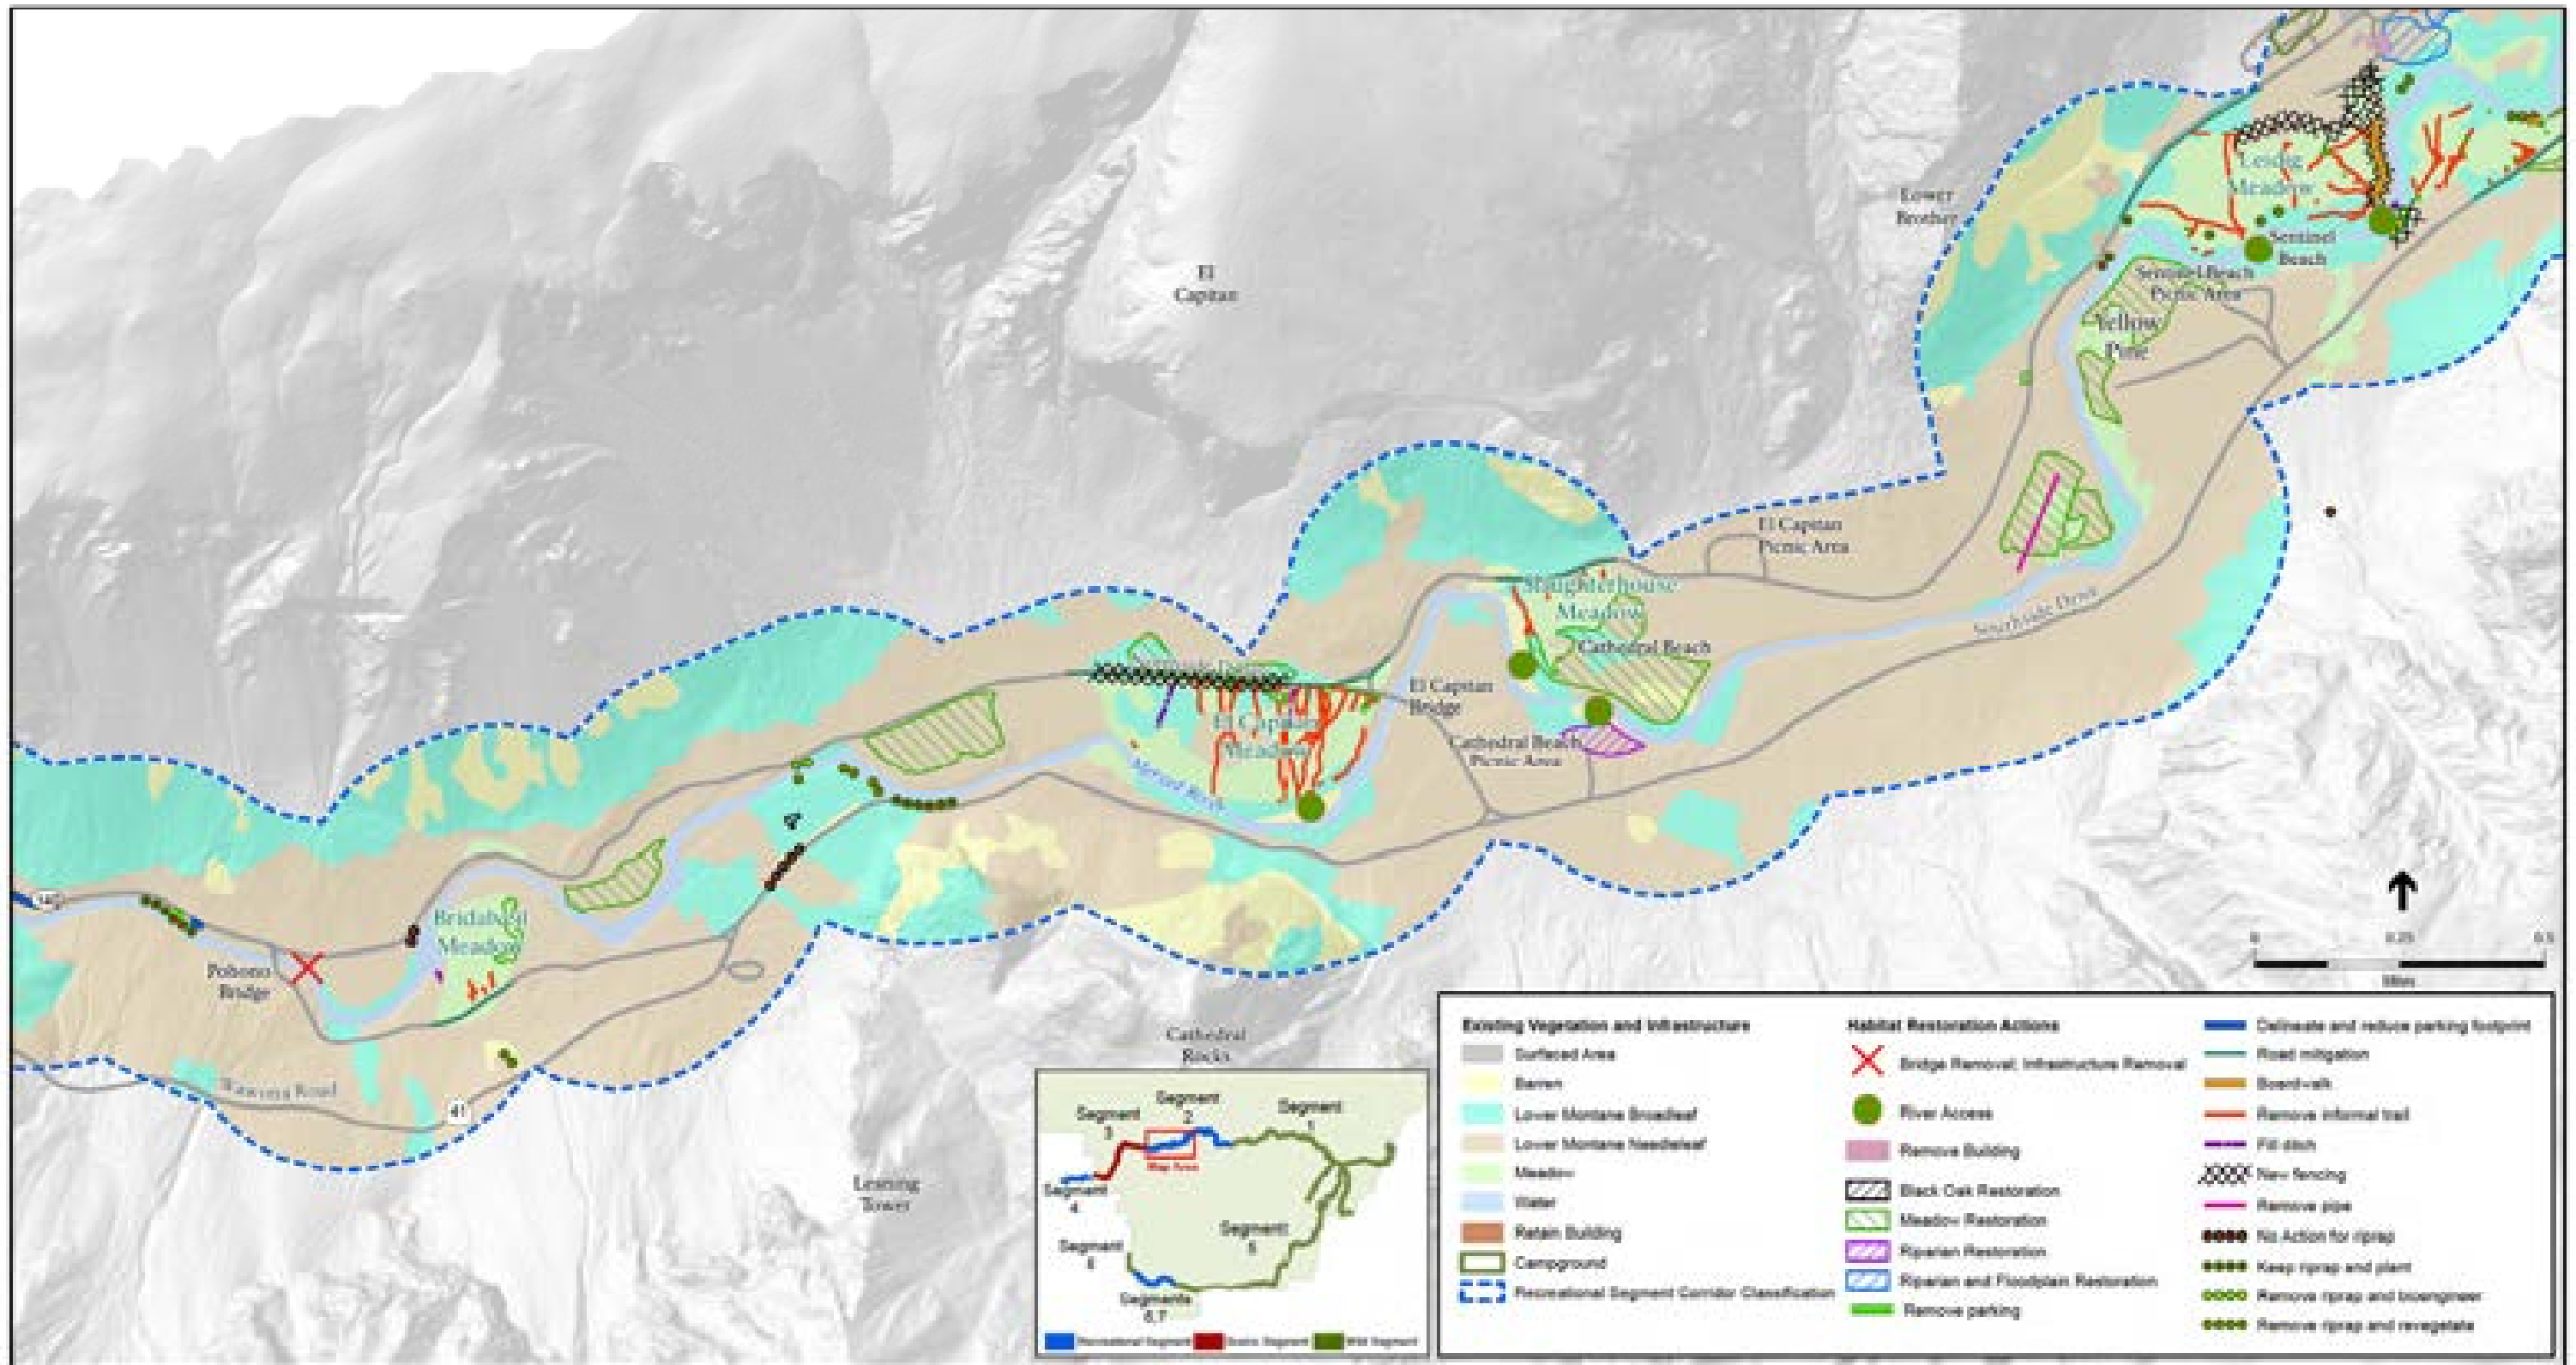 Lower
Brother
Leidig
Meadow
Sentinel
Beach
Sentinel Beach
Picnic Area
Yellow
Pine
El
Capitan
El Capitan
Picnic Area
Slaughterhouse
Meadow
Cathedral Beach
Southside Drive
El Capitan
Bridge
El Capitan
Meadow
Cathedral Beach
Picnic Area
Merced River
140
Bridalveil
Meadow
Pohono
Bridge
Wawona Road
41
Cathedral
Rocks
Leaning
Tower
0 0.25 0.5
Miles
Segment
3
Segment
2
Segment
1
Map Area
Segment
4
Segment
5
Segment
8
Segments
6,7
Recreational Segment Scenic Segment Wild Segment
Existing Vegetation and Infrastructure
Surfaced Area
Barren
Lower Montane Broadleaf
Lower Montane Needleleaf
Meadow
Water
Retain Building
Campground
Recreational Segment Corridor Classification
Habitat Restoration Actions
Bridge Removal; Infrastructure Removal
River Access
Remove Building
Black Oak Restoration
Meadow Restoration
Riparian Restoration
Riparian and Floodplain Restoration
Remove parking
Delineate and reduce parking footprint
Road mitigation
Boardwalk
Remove informal trail
Fill ditch
New fencing
Remove pipe
No Action for riprap
Keep riprap and plant
Remove riprap and bioengineer
Remove riprap and revegetate